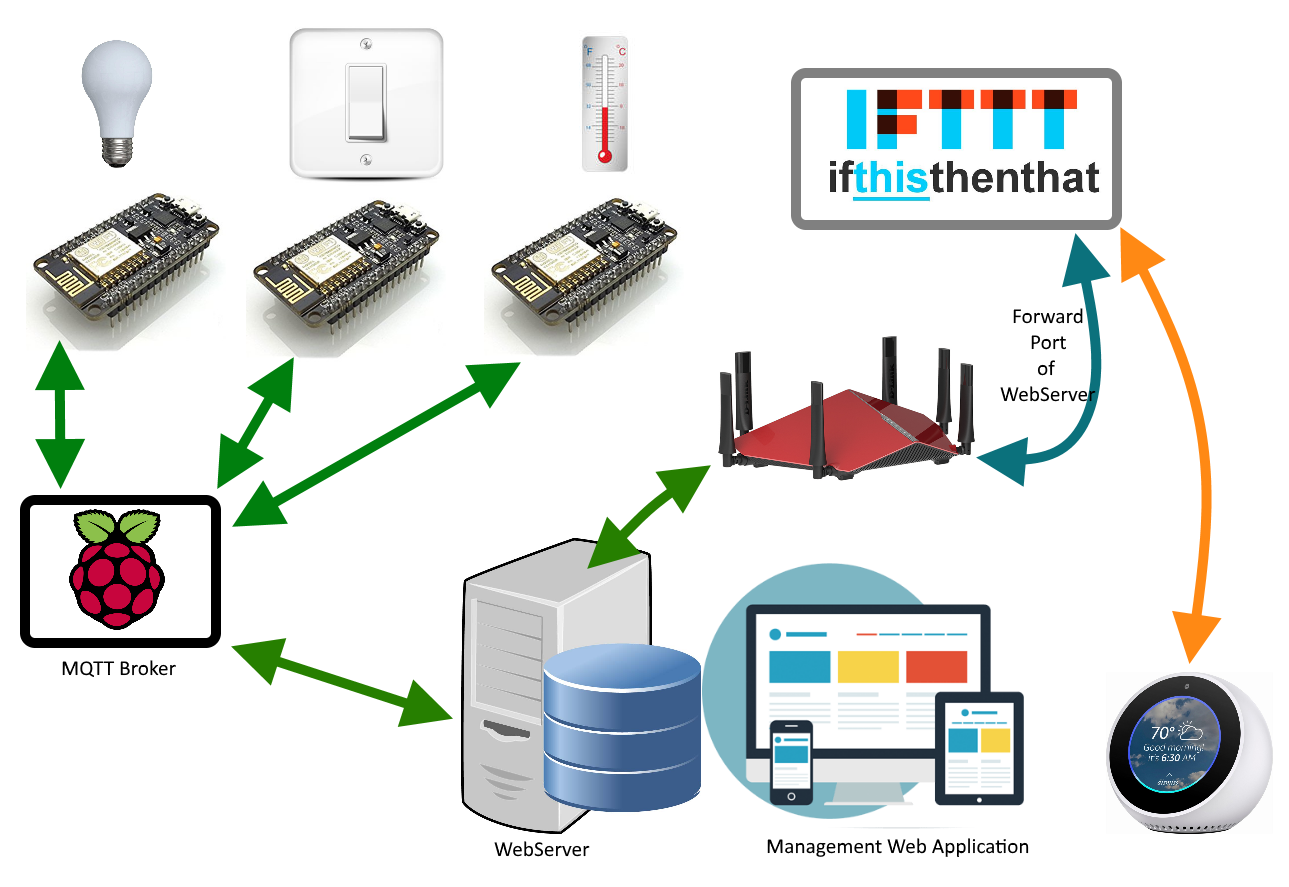 °F °C
IFTTT
ifthisthenthat
Forward
Port
of
WebServer
MQTT Broker
70°
Good morning!
It's 6:30 AM
WebServer
Management Web Application